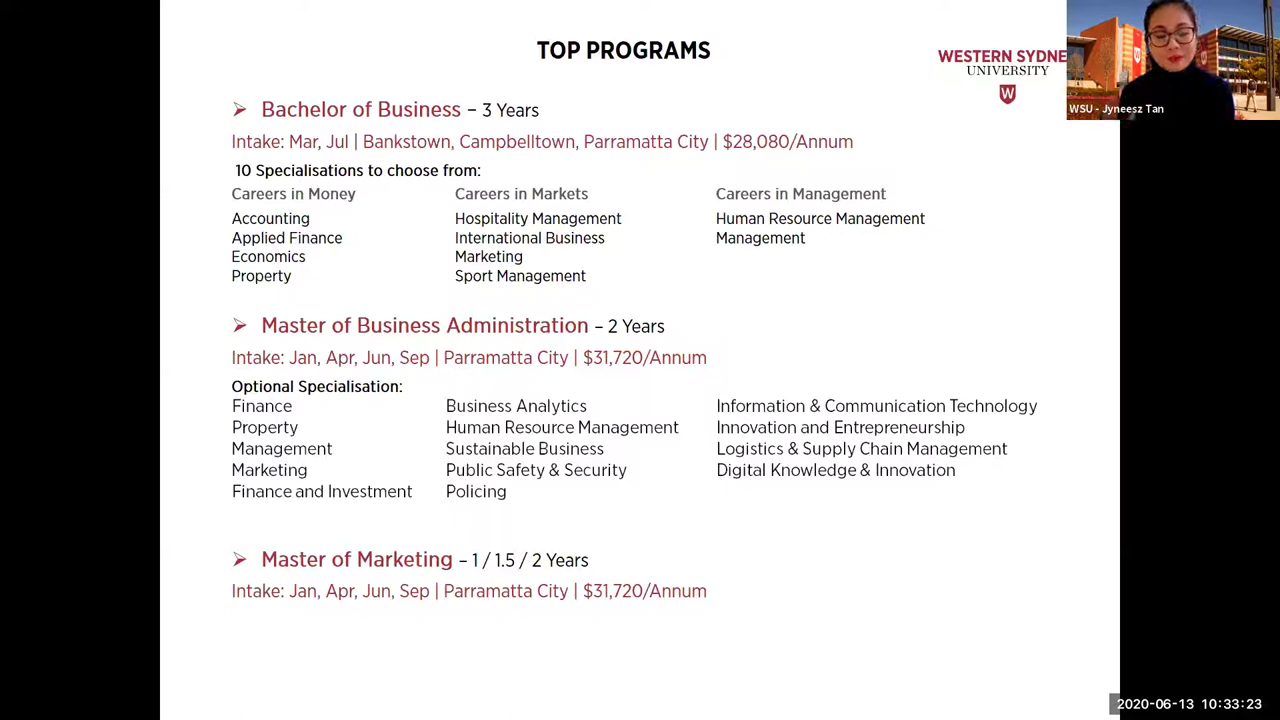 TOP PROGRAMS
WESTERN SYDNE
UNIVERSITY
W
WSU - Jyneesz Tan
➢ Bachelor of Business – 3 Years
Intake: Mar, Jul | Bankstown, Campbelltown, Parramatta City | $28,080/Annum
10 Specialisations to choose from:
Careers in Money Careers in Markets Careers in Management
Accounting Hospitality Management Human Resource Management
Applied Finance International Business Management
Economics Marketing
Property Sport Management
➢ Master of Business Administration – 2 Years
Intake: Jan, Apr, Jun, Sep | Parramatta City | $31,720/Annum
Optional Specialisation:
Finance Business Analytics Information & Communication Technology
Property Human Resource Management Innovation and Entrepreneurship
Management Sustainable Business Logistics & Supply Chain Management
Marketing Public Safety & Security Digital Knowledge & Innovation
Finance and Investment Policing
➢ Master of Marketing – 1 / 1.5 / 2 Years
Intake: Jan, Apr, Jun, Sep | Parramatta City | $31,720/Annum
2020-06-13 10:33:23